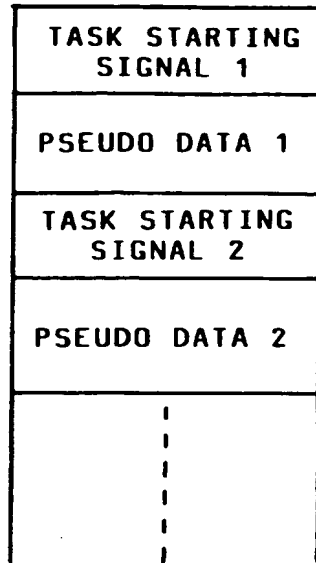 TASK STARTING
SIGNAL 1
PSEUDO DATA 1
TASK STARTING
SIGNAL 2
PSEUDO DATA 2